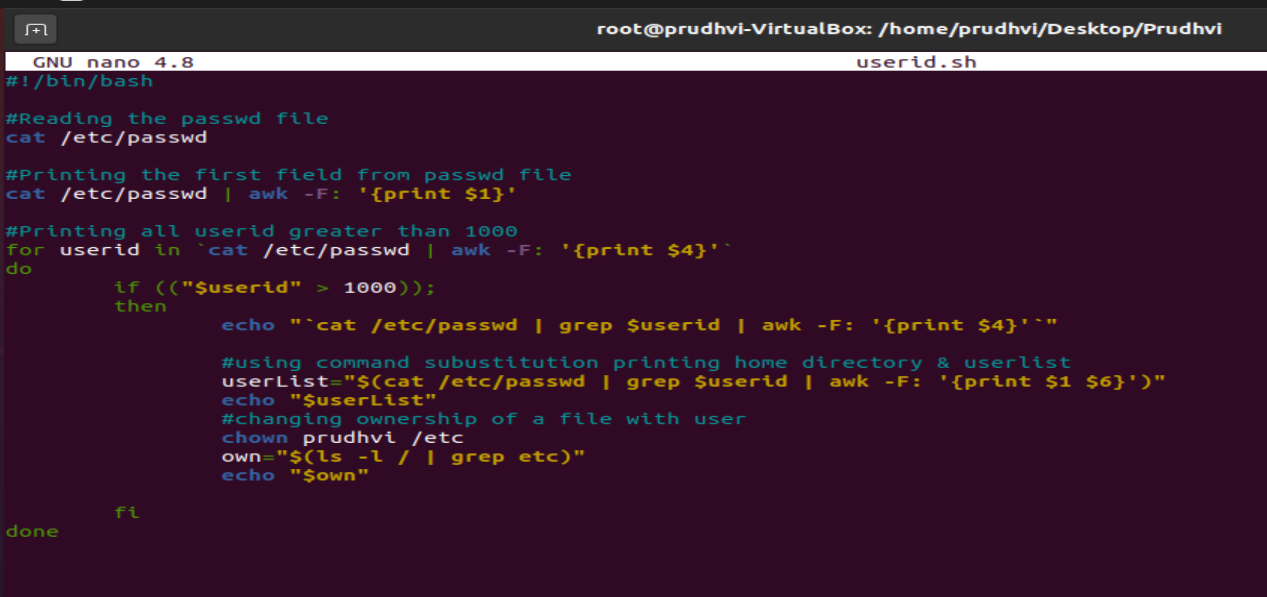 root@prudhvi-VirtualBox: /home/prudhvi/Desktop/Prudhvi
GNU nano 4.8 userid.sh
#!/bin/bash
#Reading the passwd file
cat /etc/passwd
#Printing the first field from passwd file
cat /etc/passwd | awk -F: '{print $1}'
#Printing all userid greater than 1000
for userid in `cat /etc/passwd | awk -F: '{print $4}'`
do
if (("$userid" > 1000));
then
echo "`cat /etc/passwd | grep $userid | awk -F: '{print $4}'`"
#using command subustitution printing home directory & userlist
userList="$(cat /etc/passwd | grep $userid | awk -F: '{print $1 $6}')"
echo "$userList"
#changing ownership of a file with user
chown prudhvi /etc
own="$(ls -l / | grep etc)"
echo "$own"
fi
done